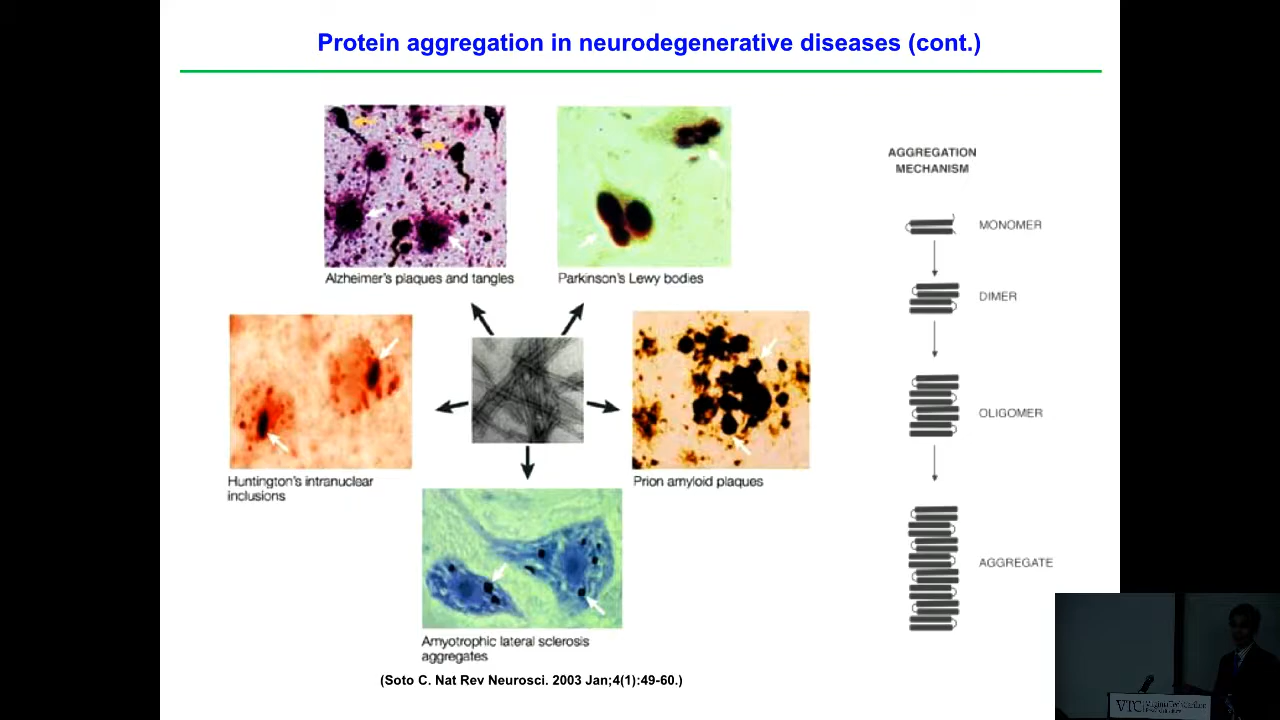 Protein aggregation in neurodegenerative diseases (cont.)
Alzheimer's plaques and tangles
Parkinson's Lewy bodies
Huntington's intranuclear
inclusions
Prion amyloid plaques
Amyotrophic lateral sclerosis
aggregates
(Soto C. Nat Rev Neurosci. 2003 Jan;4(1):49-60.)
AGGREGATION
MECHANISM
MONOMER
DIMER
OLIGOMER
AGGREGATE
VTC